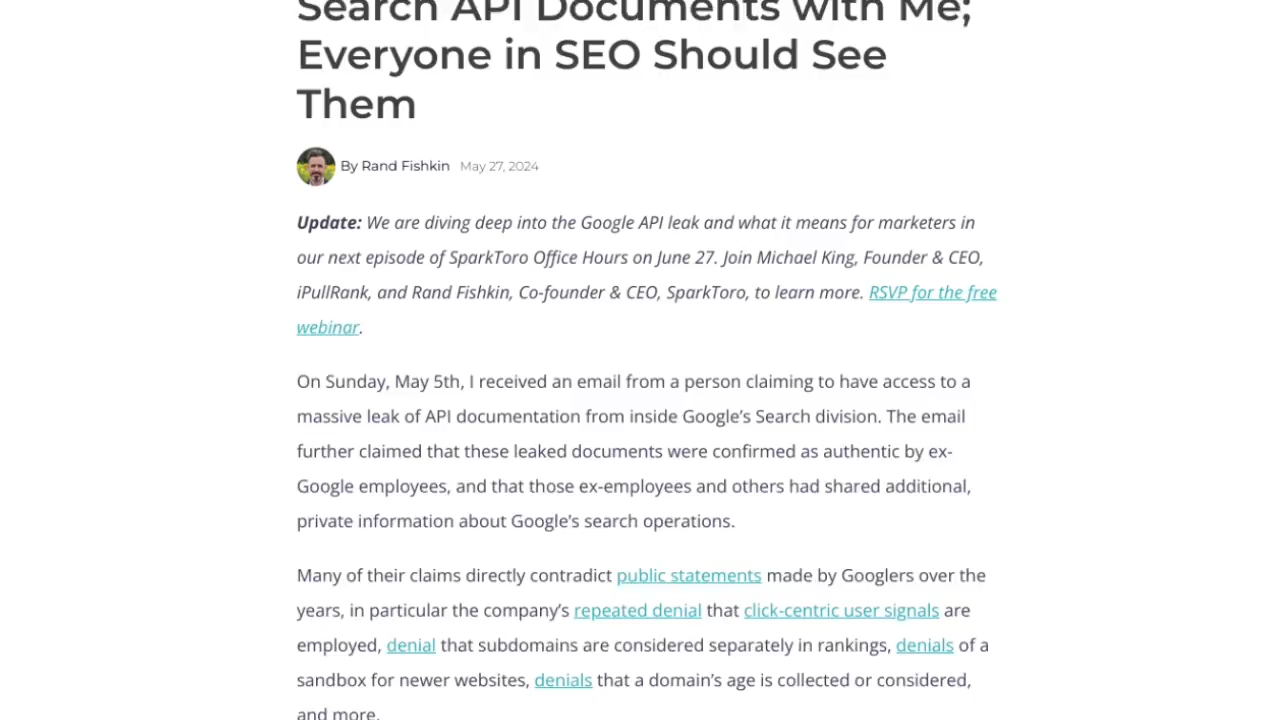 Search API Documents with Me;
Everyone in SEO Should See
Them
By Rand Fishkin May 27, 2024
Update: We are diving deep into the Google API leak and what it means for marketers in
our next episode of SparkToro Office Hours on June 27. Join Michael King, Founder & CEO,
iPullRank, and Rand Fishkin, Co-founder & CEO, SparkToro, to learn more. RSVP for the free
webinar.
On Sunday, May 5th, I received an email from a person claiming to have access to a
massive leak of API documentation from inside Google’s Search division. The email
further claimed that these leaked documents were confirmed as authentic by ex-
Google employees, and that those ex-employees and others had shared additional,
private information about Google’s search operations.
Many of their claims directly contradict public statements made by Googlers over the
years, in particular the company’s repeated denial that click-centric user signals are
employed, denial that subdomains are considered separately in rankings, denials of a
sandbox for newer websites, denials that a domain’s age is collected or considered,
and more.